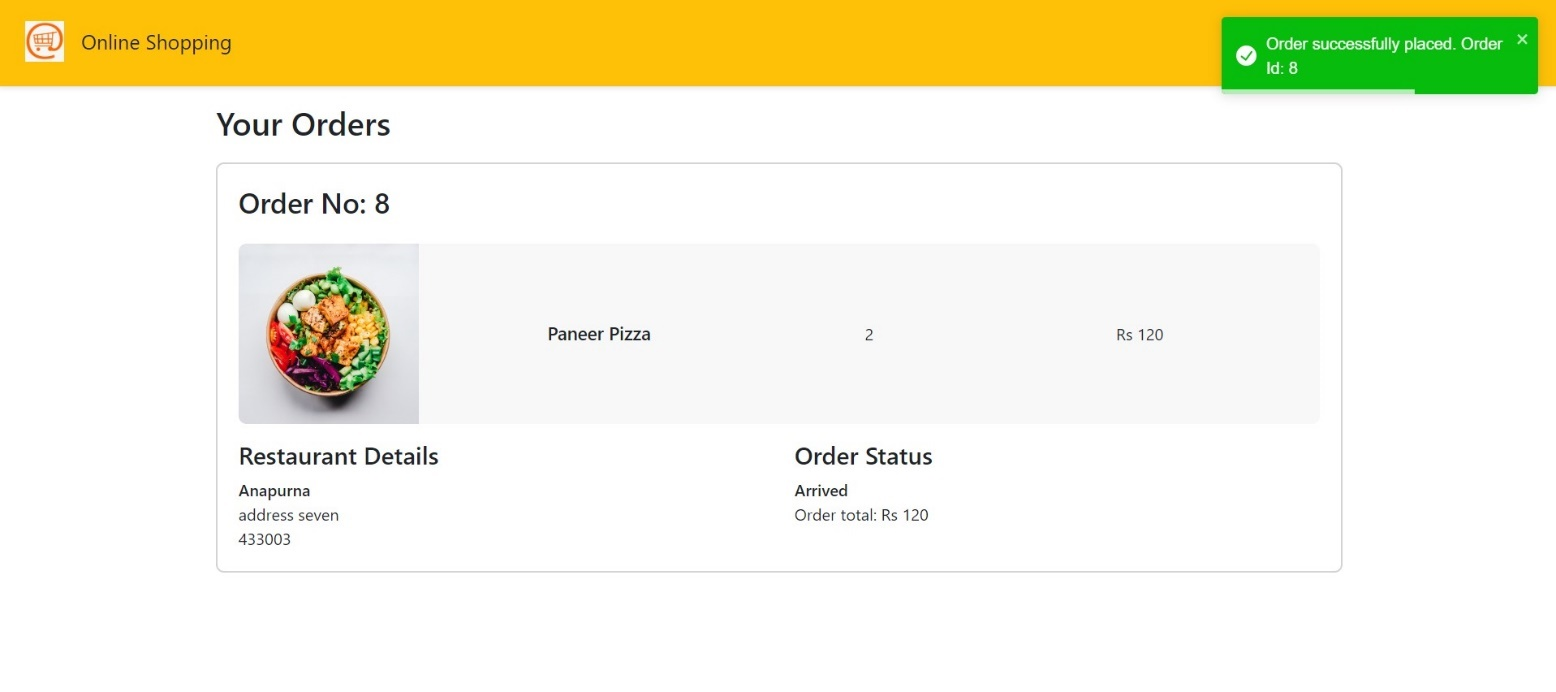 Online Shopping
Order successfully placed. Order
Id: 8
Your Orders
Order No: 8
Paneer Pizza
2
Rs 120
Restaurant Details
Order Status
Anapurna
Arrived
address seven
Order total: Rs 120
433003